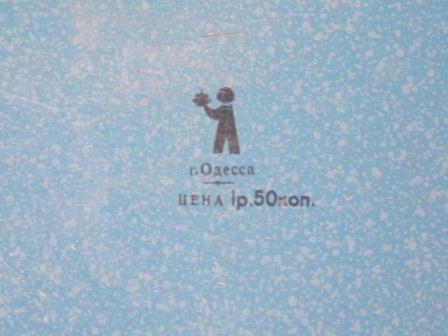 г. Одесса
ЦЕНА 1р.50коп.